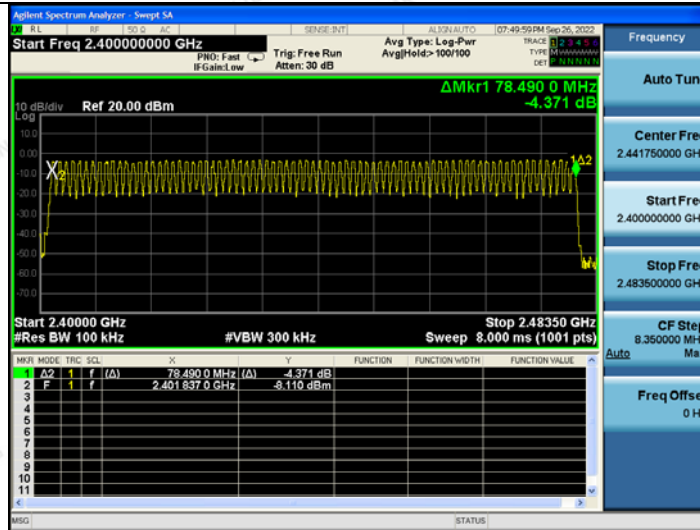 Agilent Spectrum Analyzer - Swept SA
RL RF 50 Ω AC SENSE:INT ALIGN AUTO 07:49:59 PM Sep 26, 2022
Start Freq 2.400000000 GHz Avg Type: Log-Pwr TRACE 1 2 3 4 5 6
PNO: Fast Trig: Free Run Avg|Hold:> 100/100 TYPE M
IFGain:Low Atten: 30 dB DET P N N N N N
ΔMkr1 78.490 0 MHz
-4.371 dB
10 dB/div Ref 20.00 dBm
Log
10.0
0.00
-10.0
-20.0
-30.0
-40.0
-50.0
-60.0
-70.0
X2
1Δ2
Start 2.40000 GHz Stop 2.48350 GHz
#Res BW 100 kHz #VBW 300 kHz Sweep 8.000 ms (1001 pts)
MKR MODE TRC SCL X Y FUNCTION FUNCTION WIDTH FUNCTION VALUE
1 Δ2 1 f (Δ) 78.490 0 MHz (Δ) -4.371 dB
2 F 1 f 2.401 837 0 GHz -8.110 dBm
3
4
5
6
7
8
9
10
11
MSG STATUS
Frequency
Auto Tun
Center Fre
2.441750000 GH
Start Fre
2.400000000 GH
Stop Fre
2.483500000 GH
CF Step
8.350000 MH
Auto Ma
Freq Offse
0 H